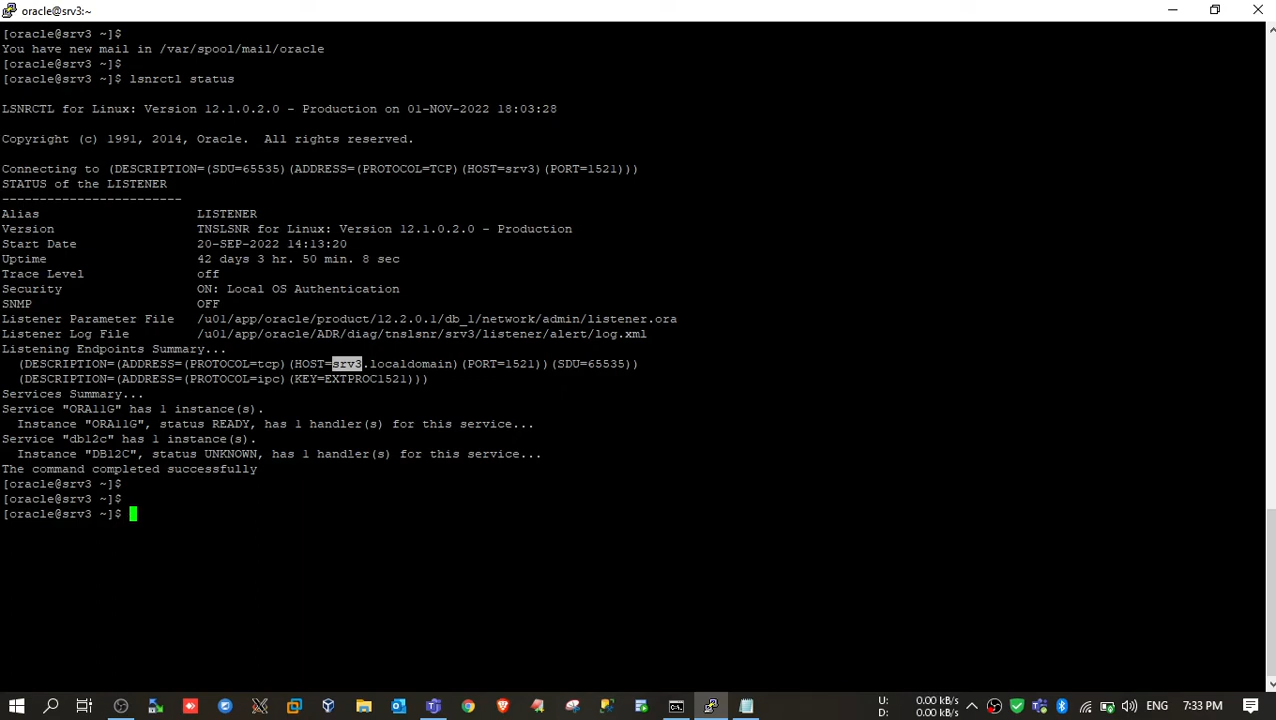 oracle@srv3:~
[oracle@srv3 ~]$
You have new mail in /var/spool/mail/oracle
[oracle@srv3 ~]$
[oracle@srv3 ~]$ lsnrctl status
LSNRCTL for Linux: Version 12.1.0.2.0 - Production on 01-NOV-2022 18:03:28
Copyright (c) 1991, 2014, Oracle.  All rights reserved.
Connecting to (DESCRIPTION=(SDU=65535)(ADDRESS=(PROTOCOL=TCP)(HOST=srv3)(PORT=1521)))
STATUS of the LISTENER
------------------------
Alias                     LISTENER
Version                   TNSLSNR for Linux: Version 12.1.0.2.0 - Production
Start Date                20-SEP-2022 14:13:20
Uptime                    42 days 3 hr. 50 min. 8 sec
Trace Level               off
Security                  ON: Local OS Authentication
SNMP                      OFF
Listener Parameter File   /u01/app/oracle/product/12.2.0.1/db_1/network/admin/listener.ora
Listener Log File         /u01/app/oracle/ADR/diag/tnslsnr/srv3/listener/alert/log.xml
Listening Endpoints Summary...
  (DESCRIPTION=(ADDRESS=(PROTOCOL=tcp)(HOST=srv3.localdomain)(PORT=1521))(SDU=65535))
  (DESCRIPTION=(ADDRESS=(PROTOCOL=ipc)(KEY=EXTPROC1521)))
Services Summary...
Service "ORA11G" has 1 instance(s).
  Instance "ORA11G", status READY, has 1 handler(s) for this service...
Service "db12c" has 1 instance(s).
  Instance "DB12C", status UNKNOWN, has 1 handler(s) for this service...
The command completed successfully
[oracle@srv3 ~]$
[oracle@srv3 ~]$
[oracle@srv3 ~]$
U: 0.00 kB/s
D: 0.00 kB/s
ENG
7:33 PM